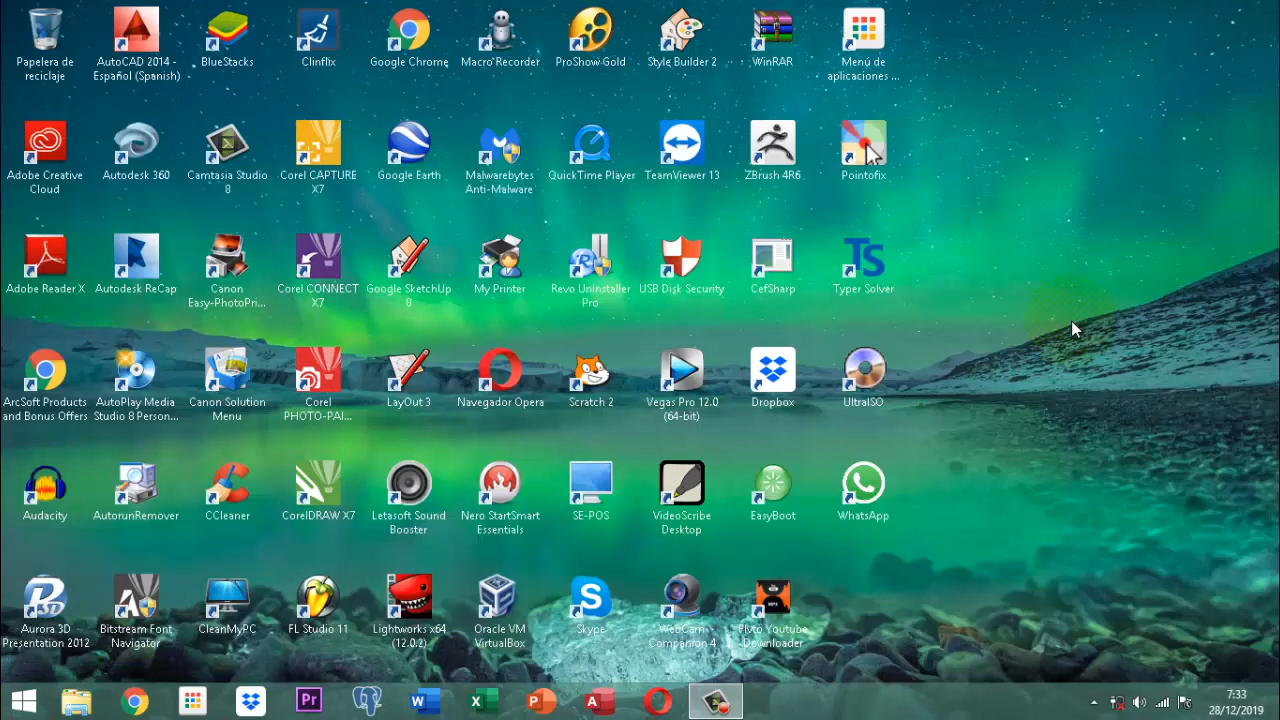 Papelera de reciclaje
AutoCAD 2014 - Español (Spanish)
BlueStacks
Clinflix
Google Chrome
Macro Recorder
ProShow Gold
Style Builder 2
WinRAR
Menú de aplicaciones ...
Adobe Creative Cloud
Autodesk 360
Camtasia Studio 8
Corel CAPTURE X7
Google Earth
Malwarebytes Anti-Malware
QuickTime Player
TeamViewer 13
ZBrush 4R6
Pointofix
Adobe Reader X
Autodesk ReCap
Canon Easy-PhotoPri...
Corel CONNECT X7
Google SketchUp 8
My Printer
Revo Uninstaller Pro
USB Disk Security
CefSharp
TS
Typer Solver
ArcSoft Products and Bonus Offers
AutoPlay Media Studio 8 Person...
Canon Solution Menu
Corel PHOTO-PAI...
LayOut 3
Navegador Opera
Scratch 2
Vegas Pro 12.0 (64-bit)
Dropbox
UltraISO
Audacity
AutorunRemover
CCleaner
CorelDRAW X7
Letasoft Sound Booster
Nero StartSmart Essentials
SE-POS
VideoScribe Desktop
EasyBoot
WhatsApp
Aurora 3D Presentation 2012
Bitstream Font Navigator
CleanMyPC
FL Studio 11
Lightworks x64 (12.0.2)
Oracle VM VirtualBox
Skype
WebCam Companion 4
Flvto Youtube Downloader
Pr
W
X
P
A
7:33
28/12/2019